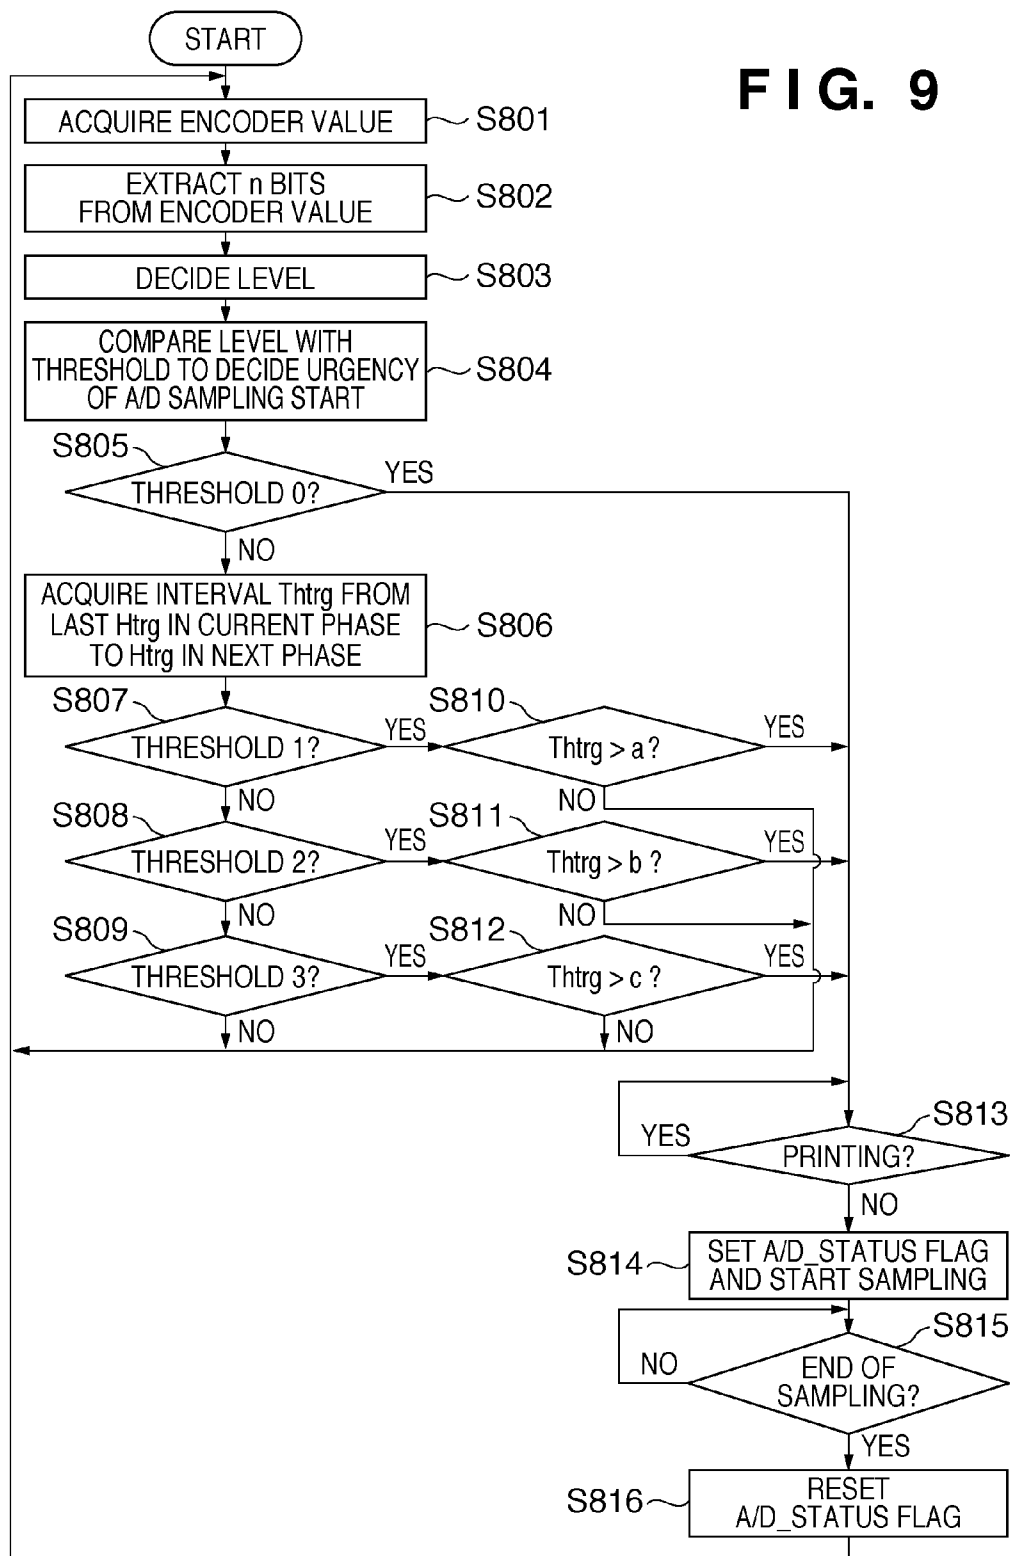 START
FIG. 9
ACQUIRE ENCODER VALUE
S801
EXTRACT n BITS
FROM ENCODER VALUE
S802
DECIDE LEVEL
S803
COMPARE LEVEL WITH
THRESHOLD TO DECIDE URGENCY
OF A/D SAMPLING START
S804
S805
THRESHOLD 0?
YES
NO
ACQUIRE INTERVAL Thtrg FROM
LAST Htrg IN CURRENT PHASE
TO Htrg IN NEXT PHASE
S806
S807
THRESHOLD 1?
YES
S810
Thtrg > a ?
YES
NO
NO
S808
THRESHOLD 2?
YES
S811
Thtrg > b ?
YES
NO
NO
S809
THRESHOLD 3?
YES
S812
Thtrg > c ?
YES
NO
NO
S813
YES
PRINTING?
NO
S814
SET A/D_STATUS FLAG
AND START SAMPLING
S815
NO
END OF
SAMPLING?
YES
S816
RESET
A/D_STATUS FLAG